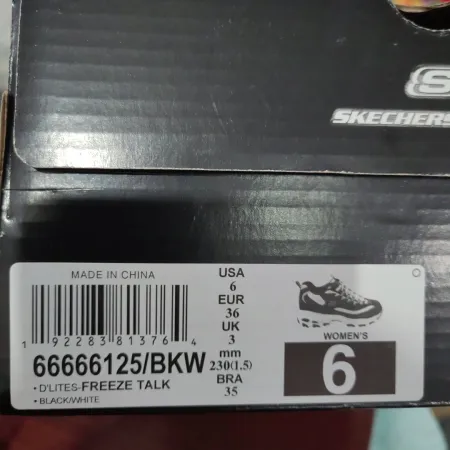 S
SKECHERS
MADE IN CHINA
1 92283 81376 4
66666125/BKW
• D'LITES-FREEZE TALK
• BLACK/WHITE
USA
6
EUR
36
UK
3
mm
230(1.5)
BRA
35
WOMEN'S
6